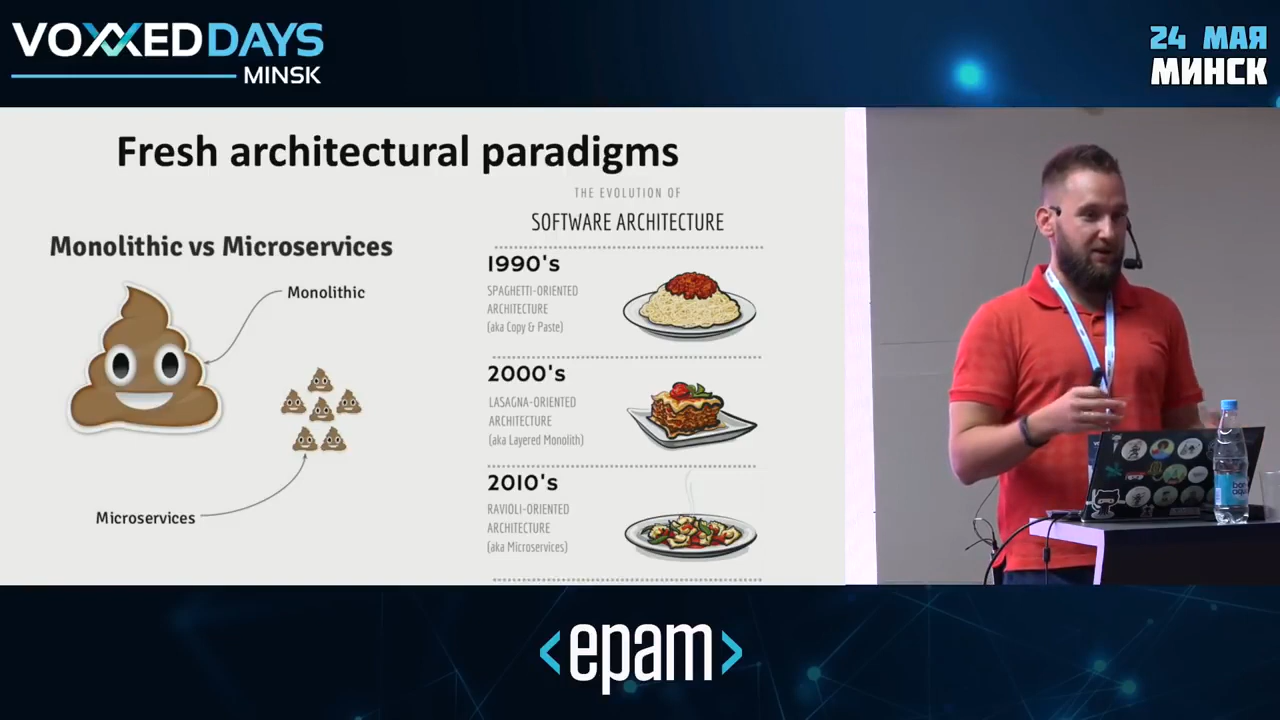 VOXXED DAYS
MINSK
24 МАЯ
МИНСК
Fresh architectural paradigms
Monolithic vs Microservices
Monolithic
Microservices
THE EVOLUTION OF
SOFTWARE ARCHITECTURE
1990's
SPAGHETTI-ORIENTED
ARCHITECTURE
(aka Copy & Paste)
2000's
LASAGNA-ORIENTED
ARCHITECTURE
(aka Layered Monolith)
2010's
RAVIOLI-ORIENTED
ARCHITECTURE
(aka Microservices)
<epam>